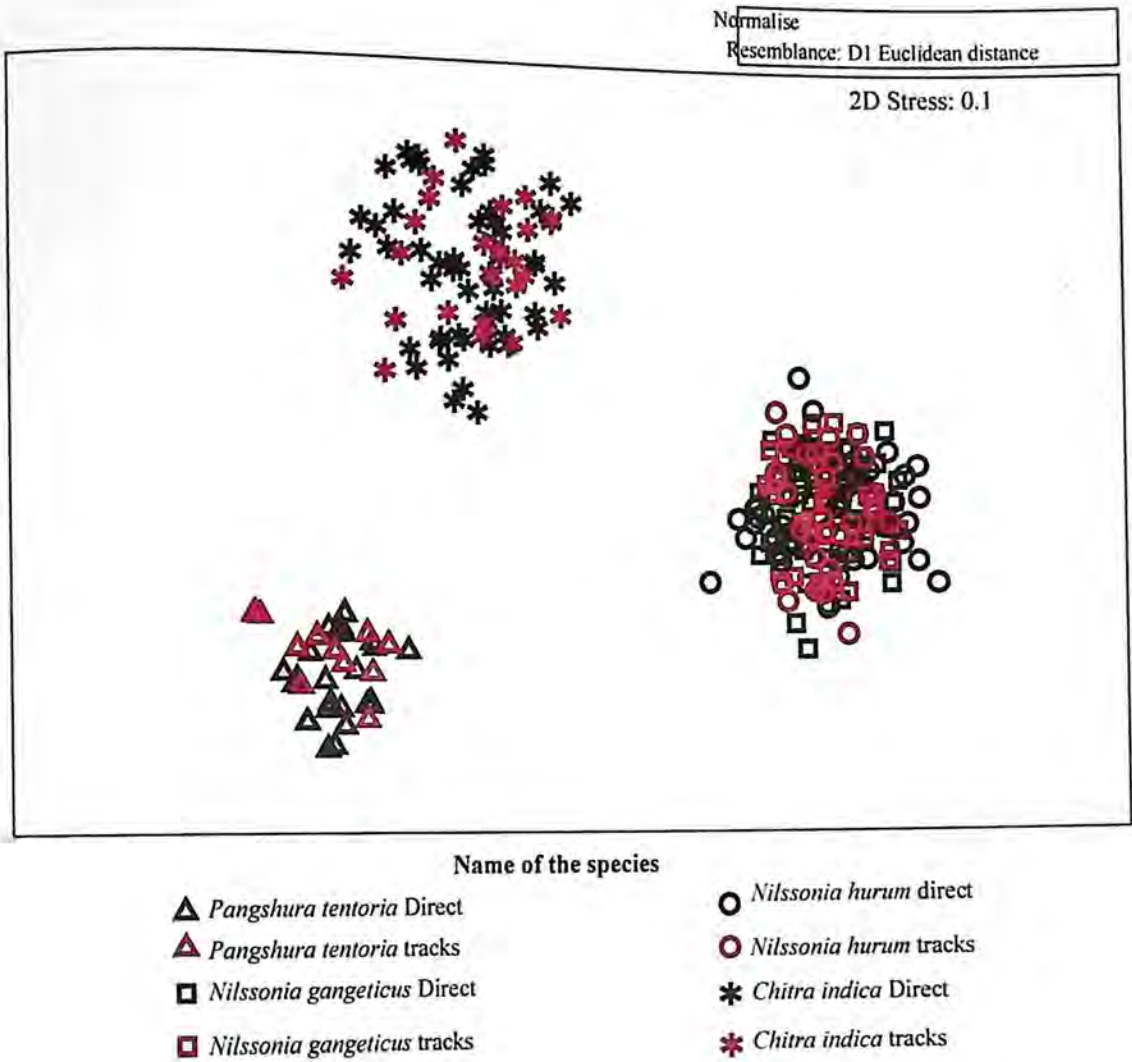 Normalise
Resemblance: D1 Euclidean distance
2D Stress: 0.1
Name of the species
Pangshura tentoria Direct
Pangshura tentoria tracks
Nilssonia gangeticus Direct
Nilssonia gangeticus tracks
Nilssonia hurum direct
Nilssonia hurum tracks
Chitra indica Direct
Chitra indica tracks